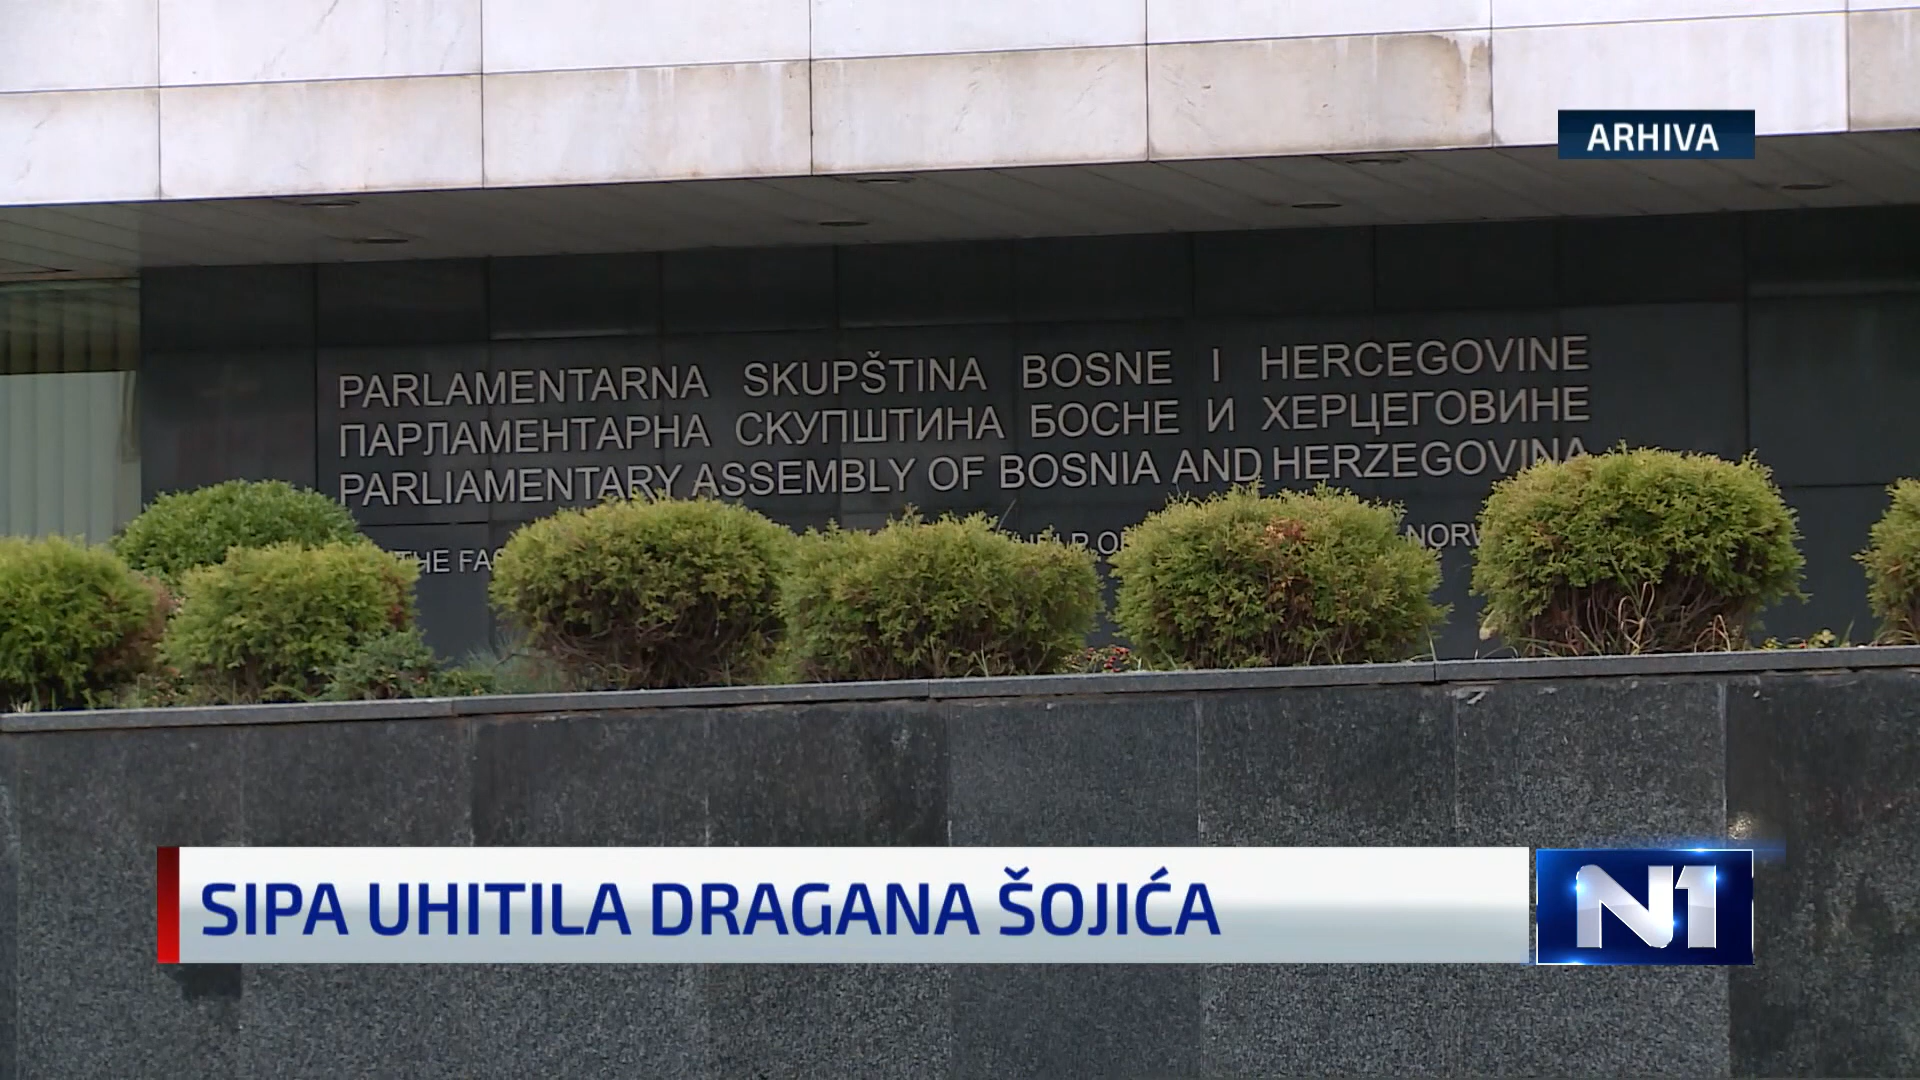 ARHIVA
PARLAMENTARNA SKUPŠTINA BOSNE I HERCEGOVINE
ПАРЛАМЕНТАРНА СКУПШТИНА БОСНЕ И ХЕРЦЕГОВИНЕ
PARLIAMENTARY ASSEMBLY OF BOSNIA AND HERZEGOVINA
THE
SIPA UHITILA DRAGANA ŠOJIĆA
N1